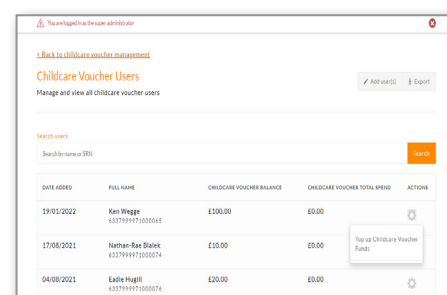 You are logged in as the super administrator
< Back to childcare voucher management
Childcare Voucher Users
Manage and view all childcare voucher users
Add user(s)
Export
Search users
Search by name or SRN
Search
DATE ADDED FULL NAME CHILDCARE VOUCHER BALANCE CHILDCARE VOUCHER TOTAL SPEND ACTIONS
19/01/2022 Ken Wegge £100.00 £0.00
6337999971000065
Top up Childcare Voucher
Funds
17/08/2021 Nathan-Rae Bialek £10.00 £0.00
6337999971000074
04/08/2021 Eadie Hugill £20.00 £0.00
6337999971000076